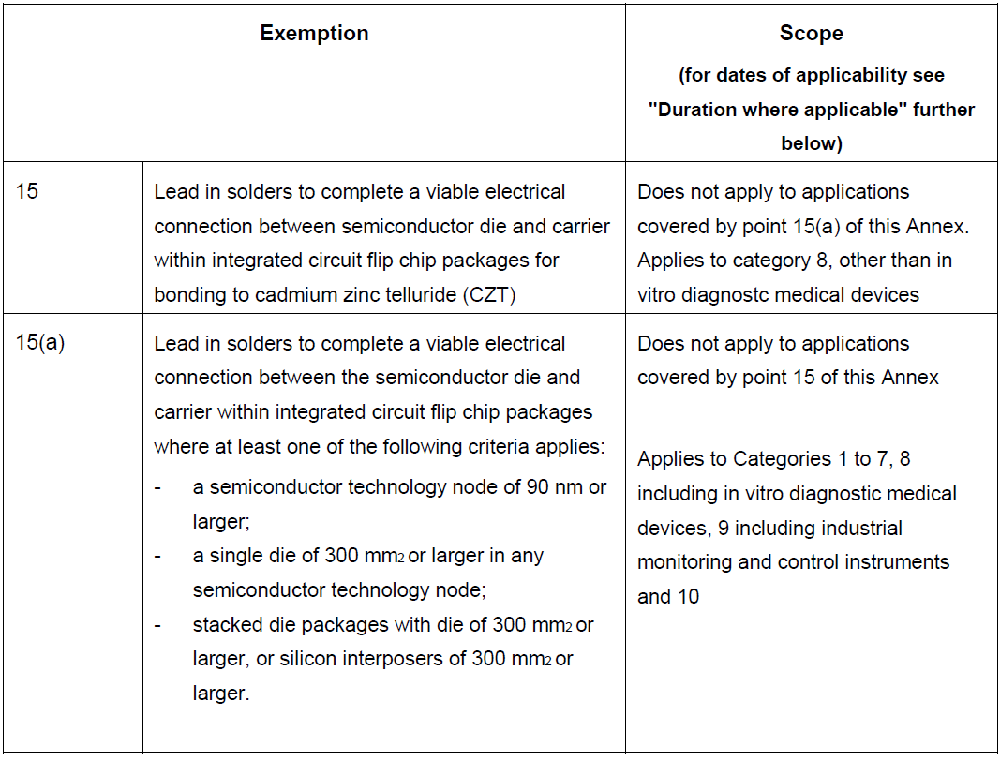 Exemption
Scope
(for dates of applicability see
"Duration where applicable" further
below)
15
Lead in solders to complete a viable electrical
connection between semiconductor die and carrier
within integrated circuit flip chip packages for
bonding to cadmium zinc telluride (CZT)
Does not apply to applications
covered by point 15(a) of this Annex.
Applies to category 8, other than in
vitro diagnostc medical devices
15(a)
Lead in solders to complete a viable electrical
connection between the semiconductor die and
carrier within integrated circuit flip chip packages
where at least one of the following criteria applies:
- a semiconductor technology node of 90 nm or
larger;
- a single die of 300 mm2 or larger in any
semiconductor technology node;
- stacked die packages with die of 300 mm2 or
larger, or silicon interposers of 300 mm2 or
larger.
Does not apply to applications
covered by point 15 of this Annex
Applies to Categories 1 to 7, 8
including in vitro diagnostic medical
devices, 9 including industrial
monitoring and control instruments
and 10